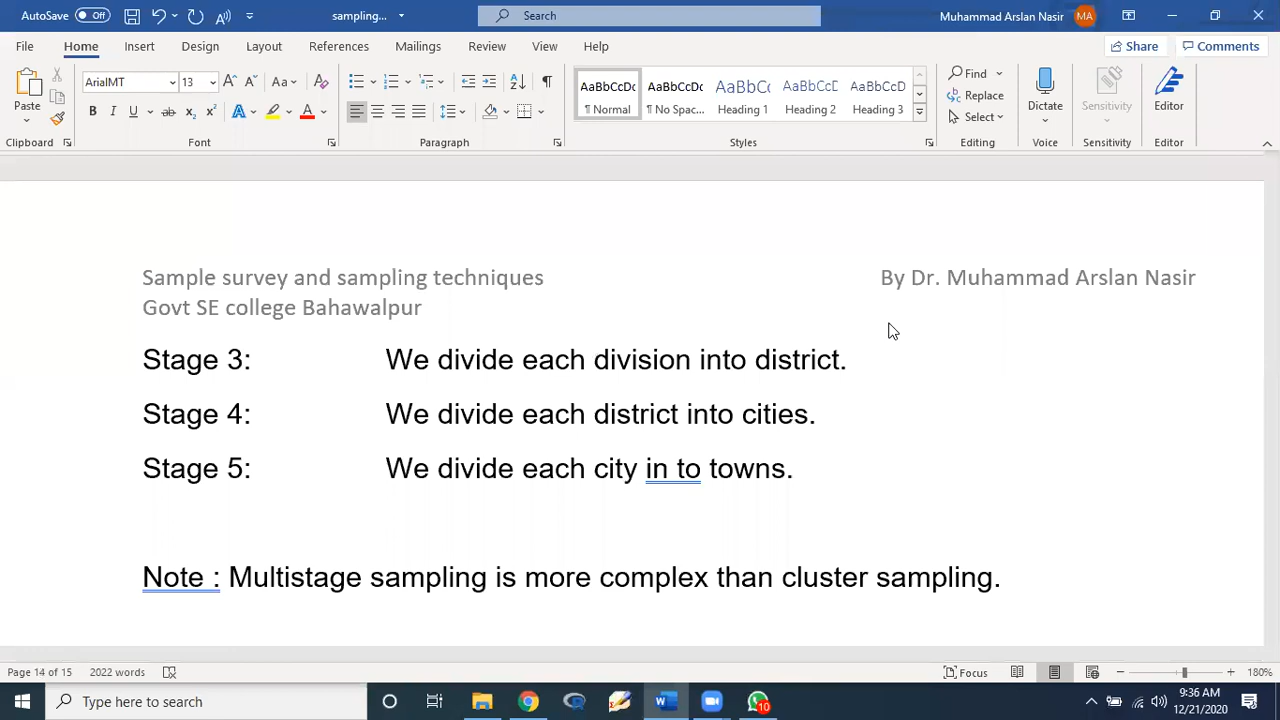 AutoSave Off sampling... Search Muhammad Arslan Nasir MA
File Home Insert Design Layout References Mailings Review View Help Share Comments
Paste ArialMT 13 Aa AaBbCcDc AaBbCcDc AaBbCc AaBbCcD AaBbCcD Find Replace Select Dictate Sensitivity Editor
B I U ab x₂ x² A A ¶ Normal ¶ No Spac... Heading 1 Heading 2 Heading 3
Clipboard Font Paragraph Styles Editing Voice Sensitivity Editor
Sample survey and sampling techniques By Dr. Muhammad Arslan Nasir
Govt SE college Bahawalpur
Stage 3: We divide each division into district.
Stage 4: We divide each district into cities.
Stage 5: We divide each city in to towns.
Note : Multistage sampling is more complex than cluster sampling.
Page 14 of 15 2022 words Focus 180%
Type here to search W 10 9:36 AM
12/21/2020